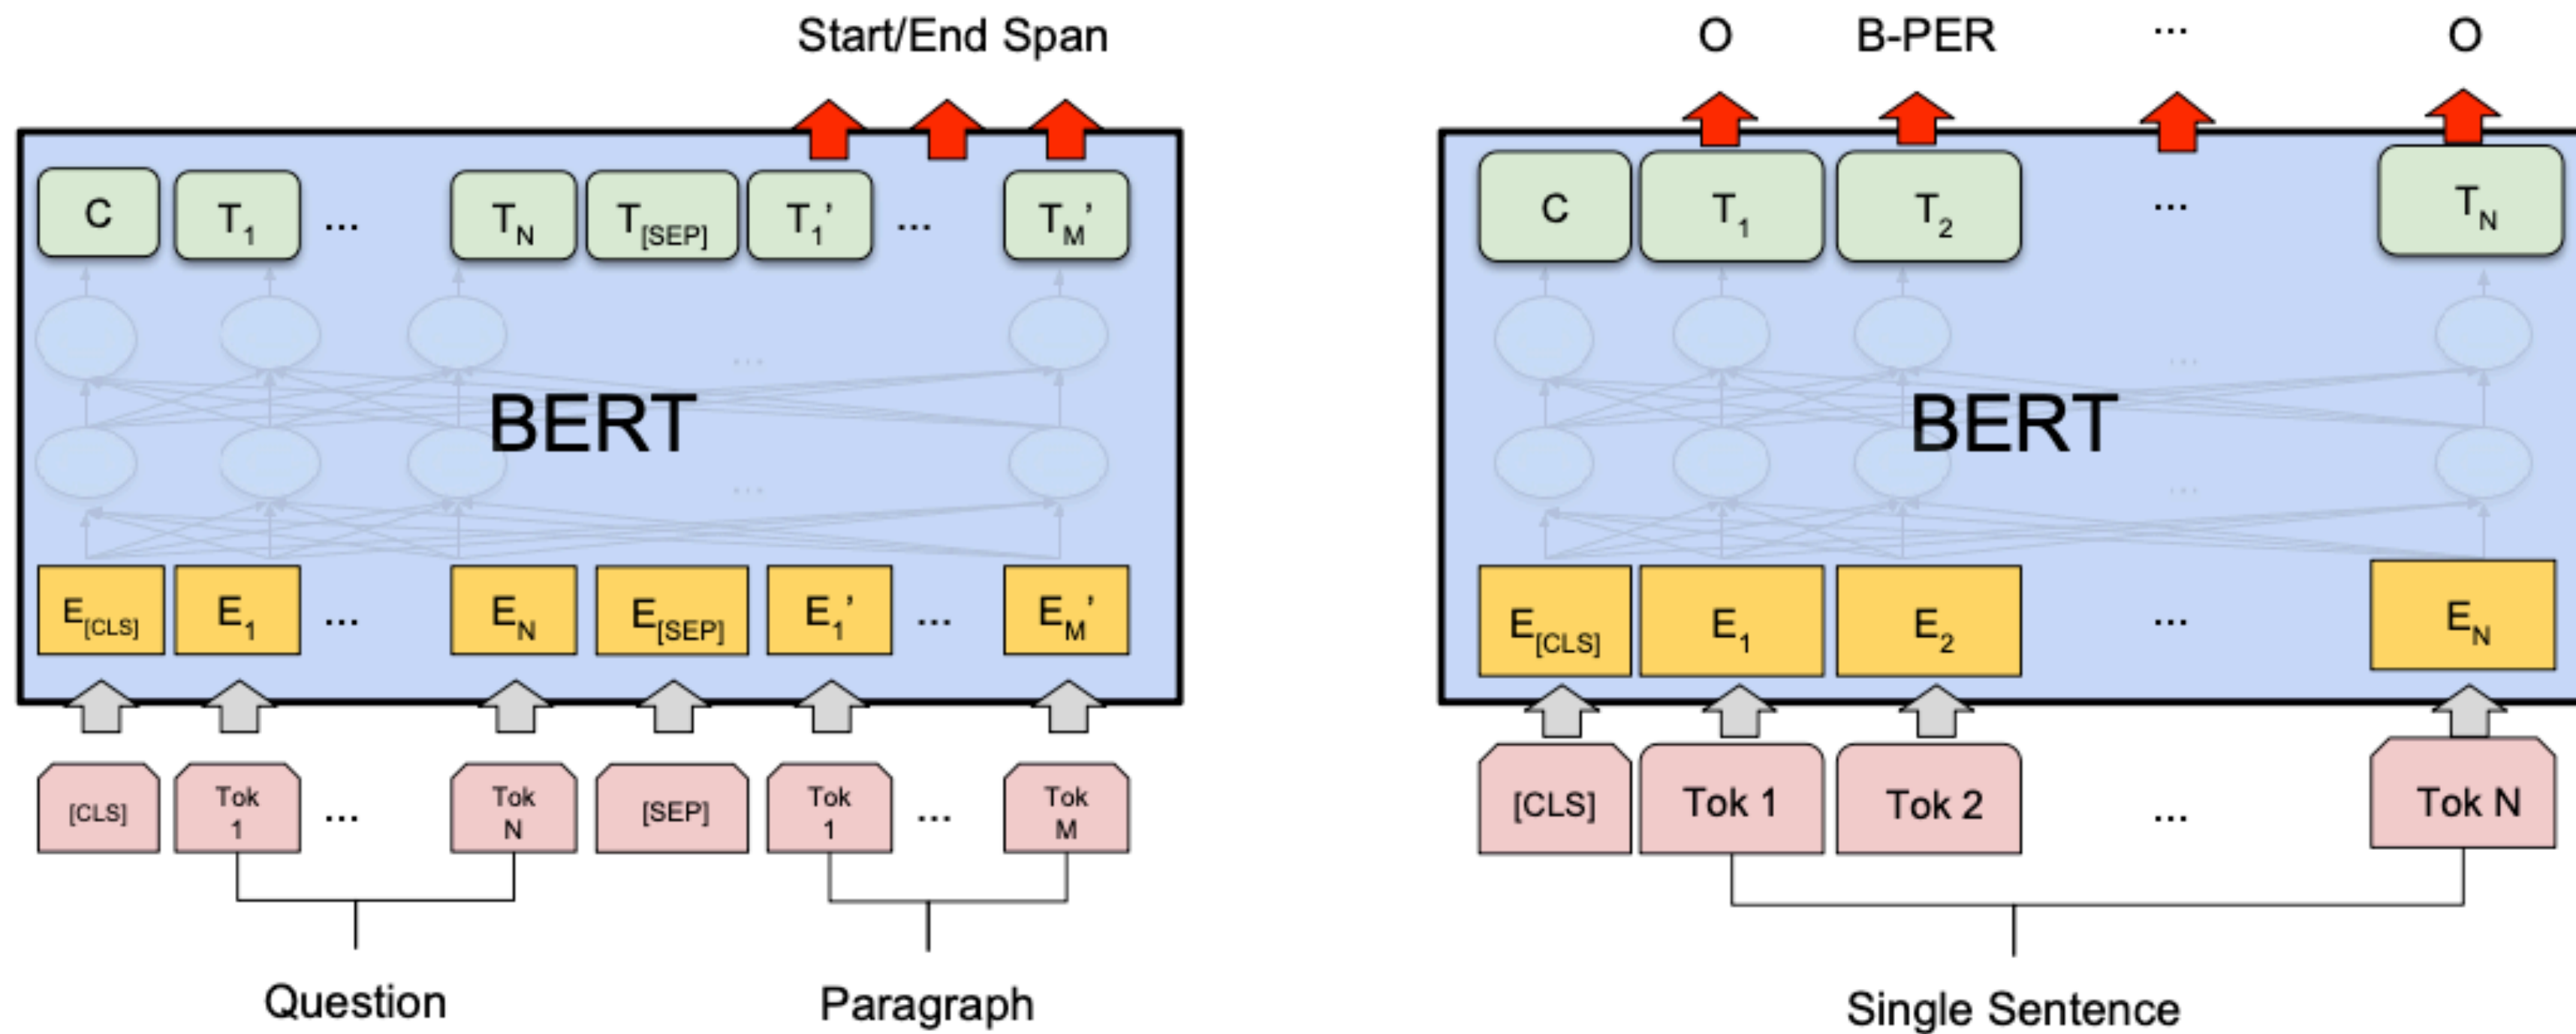 Start/End Span
C T1 ... TN T[SEP] T1’ ... TM’
...
BERT
...
E[CLS] E1 ... EN E[SEP] E1’ ... EM’
[CLS] Tok 1 ... Tok N [SEP] Tok 1 ... Tok M
Question Paragraph
O B-PER ... O
C T1 T2 ... TN
...
BERT
...
E[CLS] E1 E2 ... EN
[CLS] Tok 1 Tok 2 ... Tok N
Single Sentence